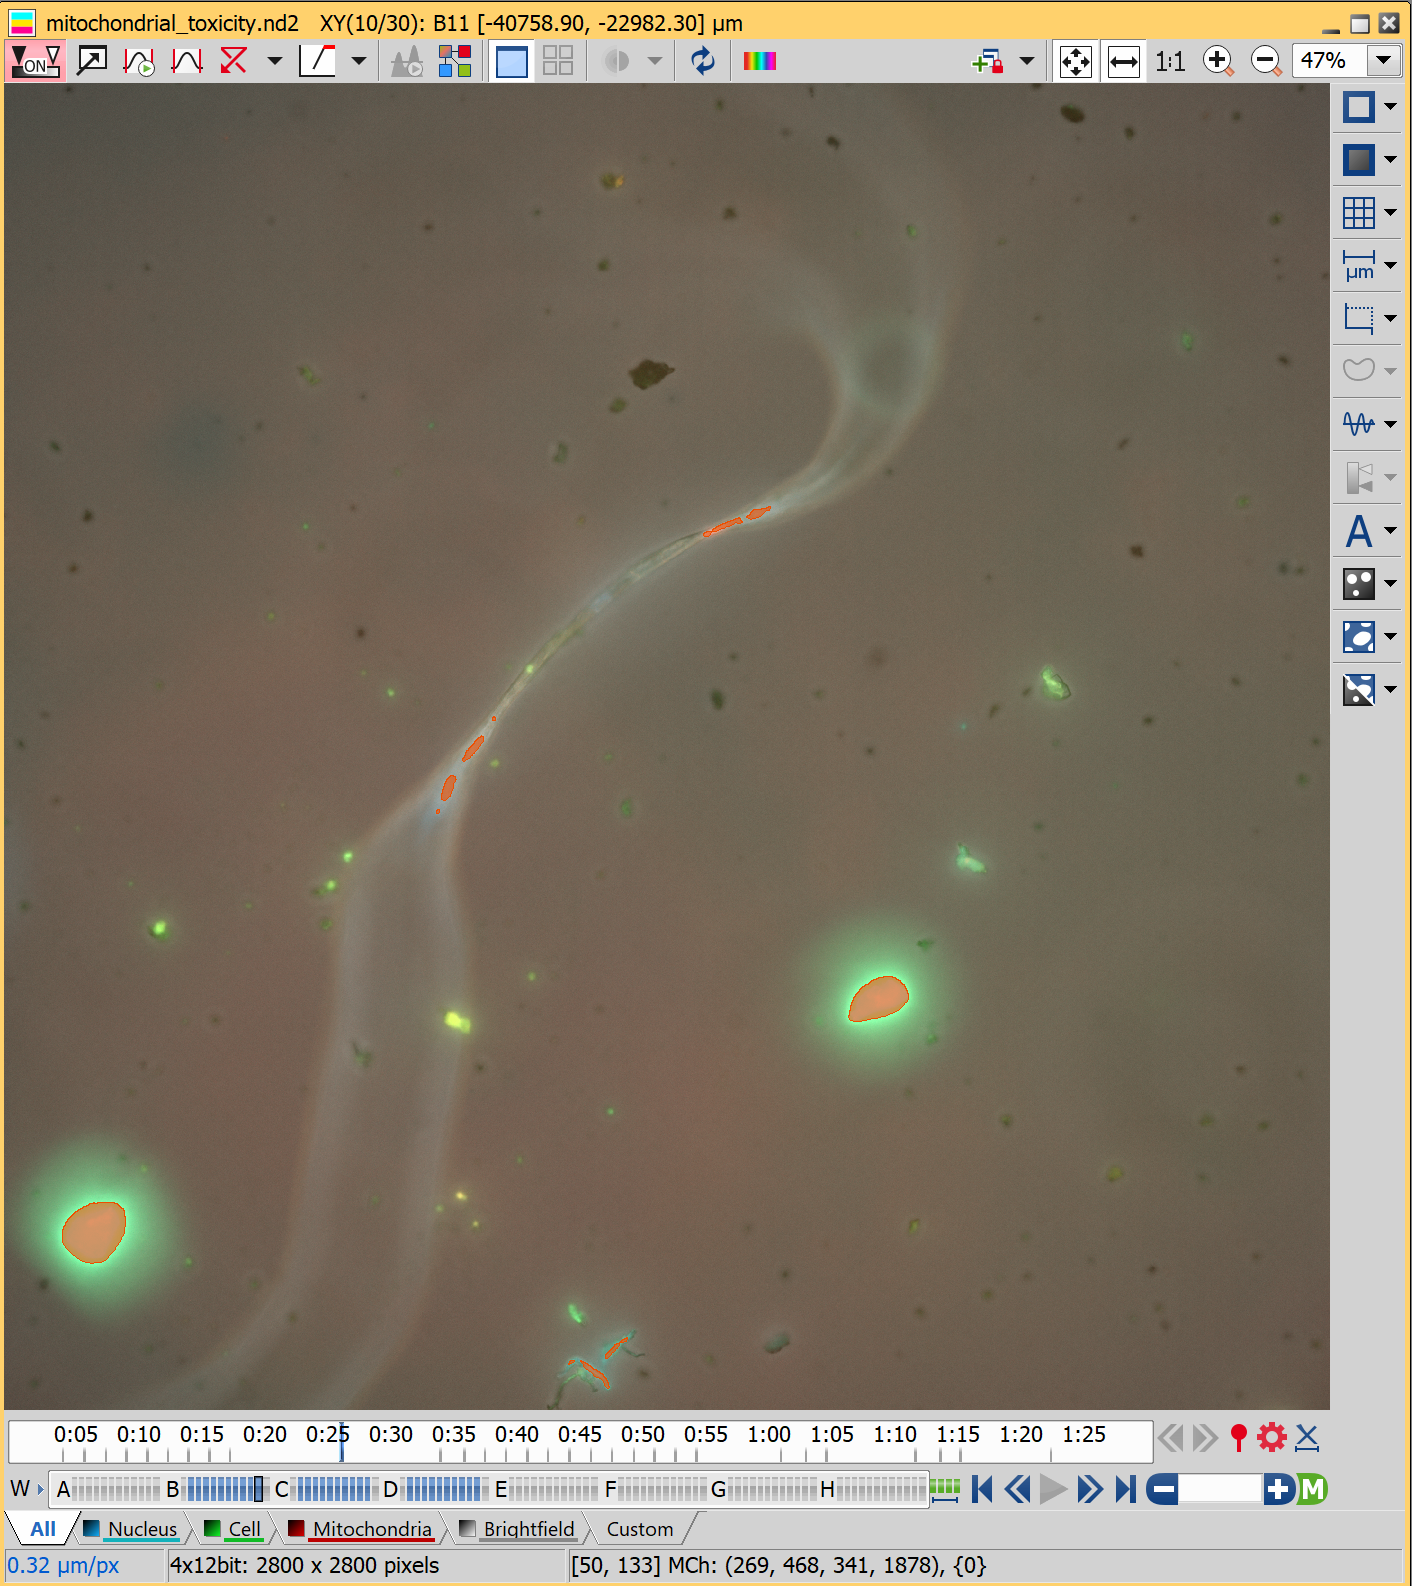 mitochondrial_toxicity.nd2 XY(10/30): B11 [-40758.90, -22982.30] µm
ON 1:1 47%
µm
A
0:05 0:10 0:15 0:20 0:25 0:30 0:35 0:40 0:45 0:50 0:55 1:00 1:05 1:10 1:15 1:20 1:25
W A B C D E F G H M
All Nucleus Cell Mitochondria Brightfield Custom
0.32 µm/px 4x12bit: 2800 x 2800 pixels [50, 133] MCh: (269, 468, 341, 1878), {0}